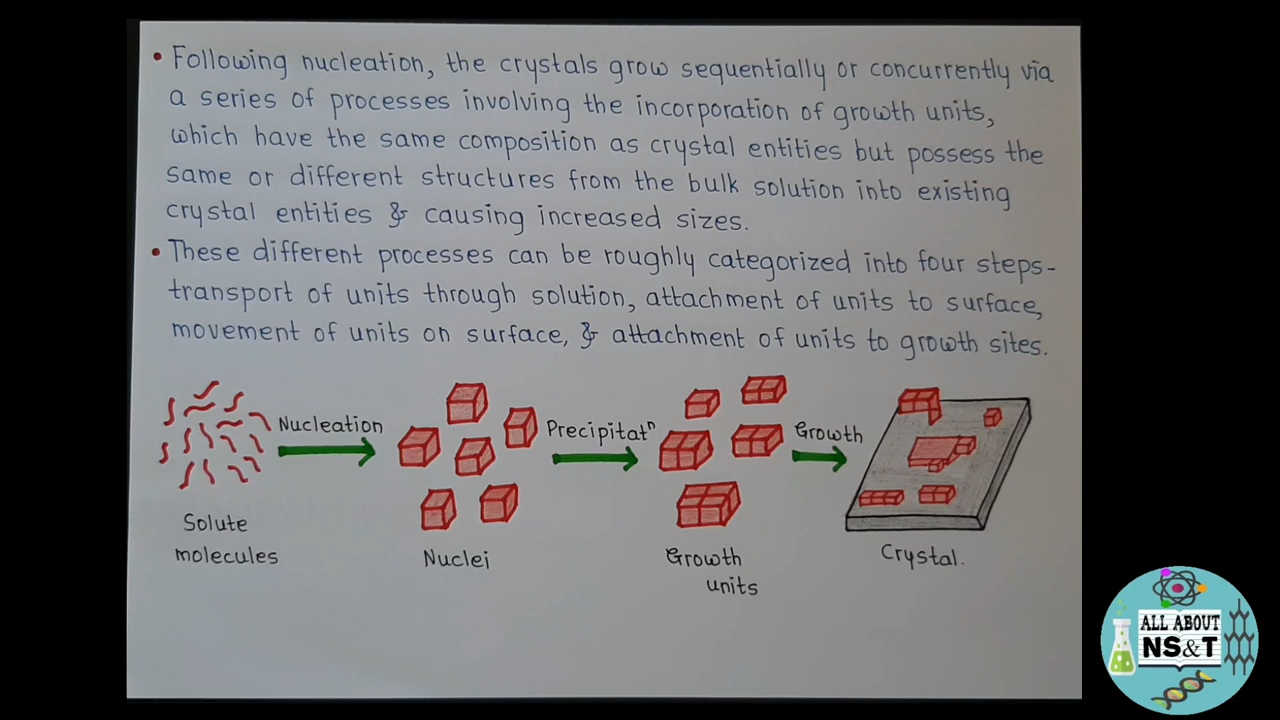 • Following nucleation, the crystals grow sequentially or concurrently via
a series of processes involving the incorporation of growth units,
which have the same composition as crystal entities but possess the
same or different structures from the bulk solution into existing
crystal entities & causing increased sizes.
• These different processes can be roughly categorized into four steps-
transport of units through solution, attachment of units to surface,
movement of units on surface, & attachment of units to growth sites.
Nucleation
Precipitatⁿ
Growth
Solute
molecules
Nuclei
Growth
units
Crystal.
ALL ABOUT
NS&T